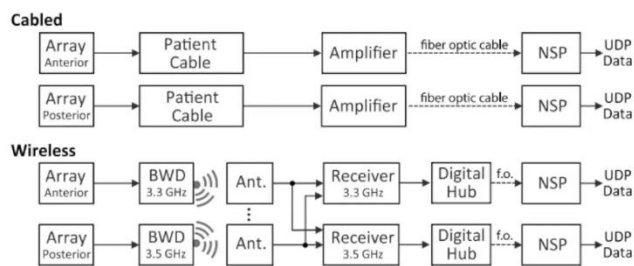 Cabled
Array Anterior
Patient Cable
Amplifier
fiber optic cable
NSP
UDP Data
Array Posterior
Patient Cable
Amplifier
fiber optic cable
NSP
UDP Data
Wireless
Array Anterior
BWD 3.3 GHz
Ant.
Receiver 3.3 GHz
Digital Hub
f.o.
NSP
UDP Data
Array Posterior
BWD 3.5 GHz
Ant.
Receiver 3.5 GHz
Digital Hub
f.o.
NSP
UDP Data